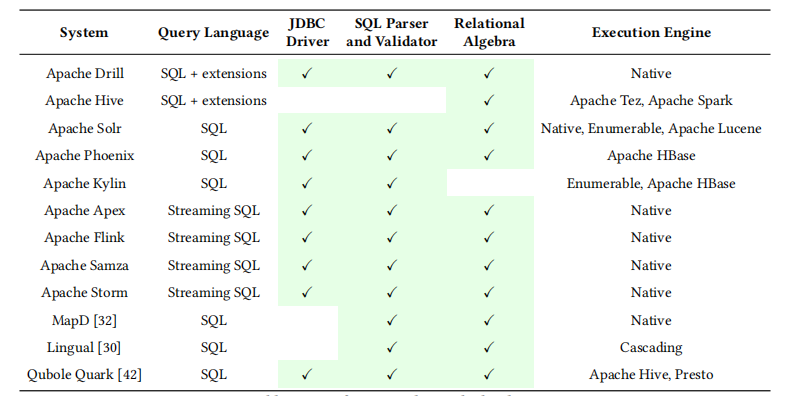 System Query Language JDBC Driver SQL Parser and Validator Relational Algebra Execution Engine
Apache Drill SQL + extensions ✓ ✓ ✓ Native
Apache Hive SQL + extensions ✓ Apache Tez, Apache Spark
Apache Solr SQL ✓ ✓ ✓ Native, Enumerable, Apache Lucene
Apache Phoenix SQL ✓ ✓ ✓ Apache HBase
Apache Kylin SQL ✓ ✓ Enumerable, Apache HBase
Apache Apex Streaming SQL ✓ ✓ ✓ Native
Apache Flink Streaming SQL ✓ ✓ ✓ Native
Apache Samza Streaming SQL ✓ ✓ ✓ Native
Apache Storm Streaming SQL ✓ ✓ ✓ Native
MapD [32] SQL ✓ ✓ Native
Lingual [30] SQL ✓ ✓ Cascading
Qubole Quark [42] SQL ✓ ✓ ✓ Apache Hive, Presto